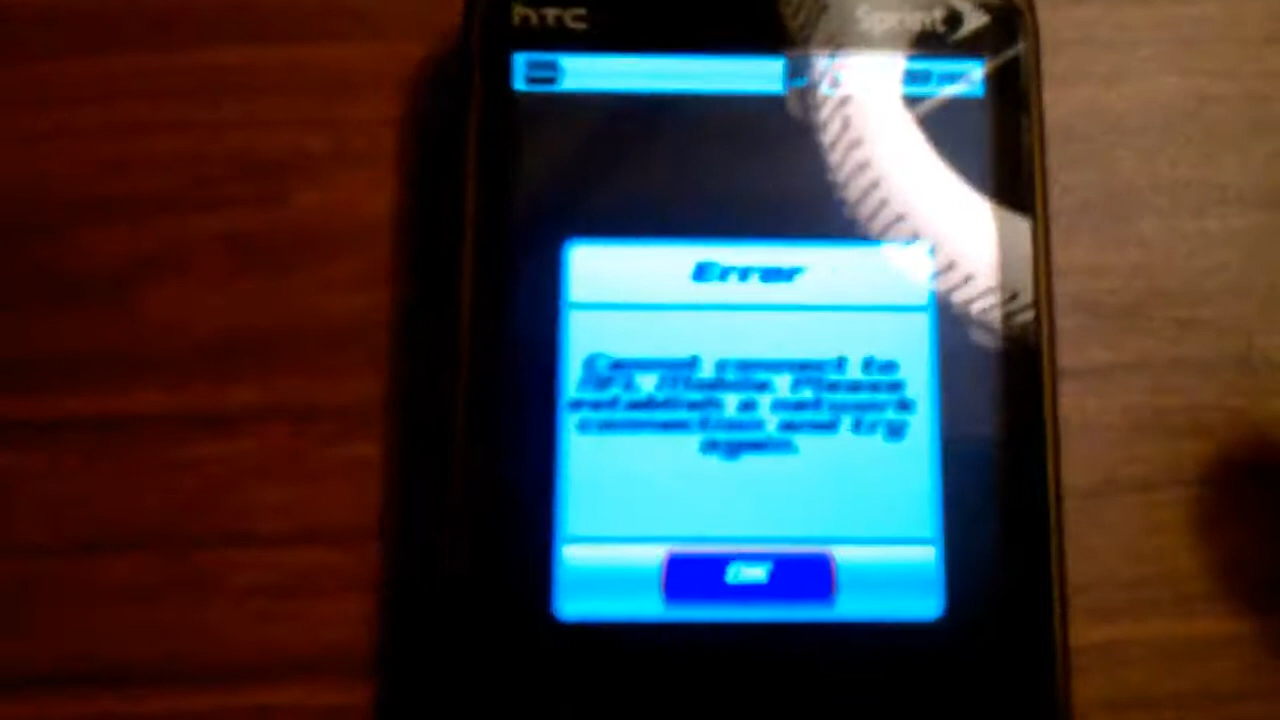 hTC
Sprint
Error
Cannot connect to
NFL Mobile. Please
establish a network
connection and try
again.
OK